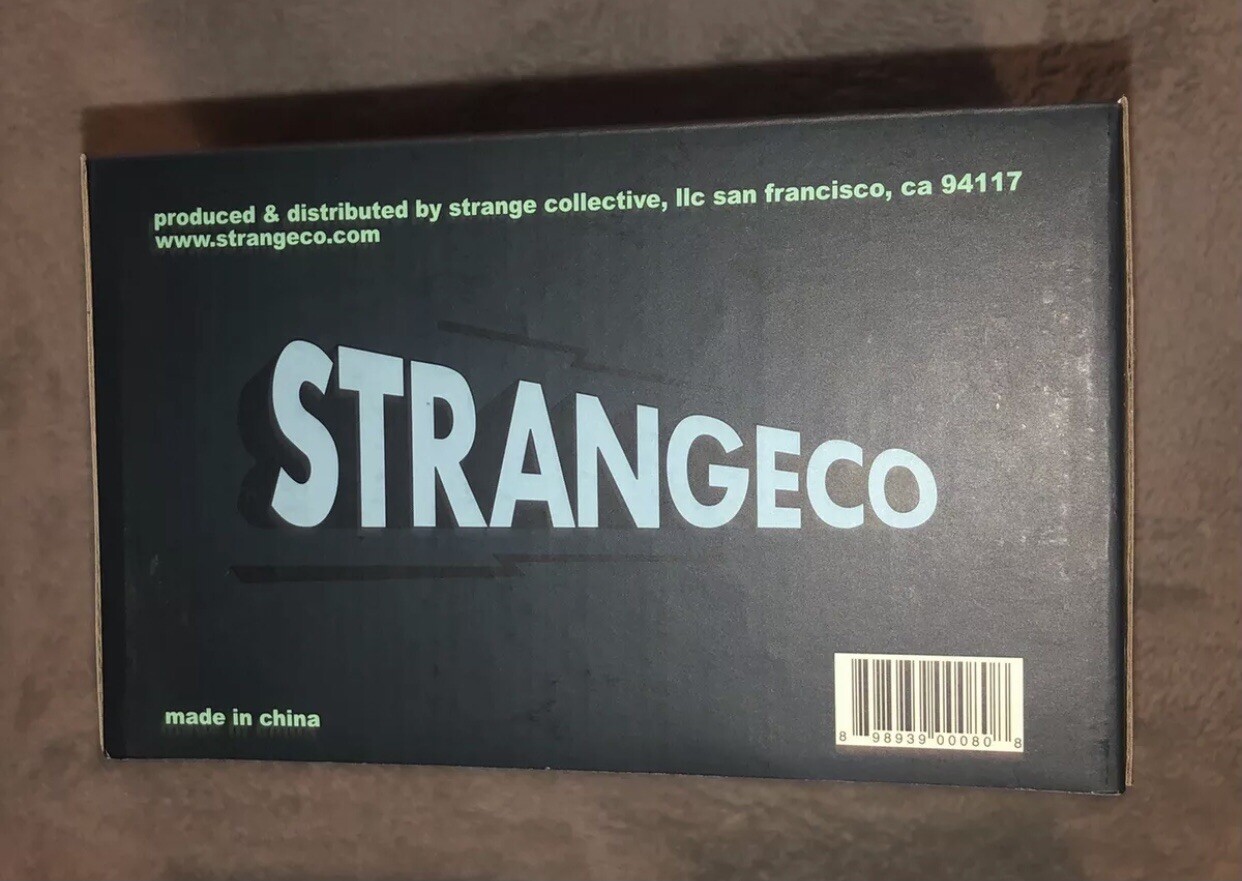 produced & distributed by strange collective, llc san francisco, ca 94117
www.strangeco.com
STRANGECO
made in china
8 98939 00080 8